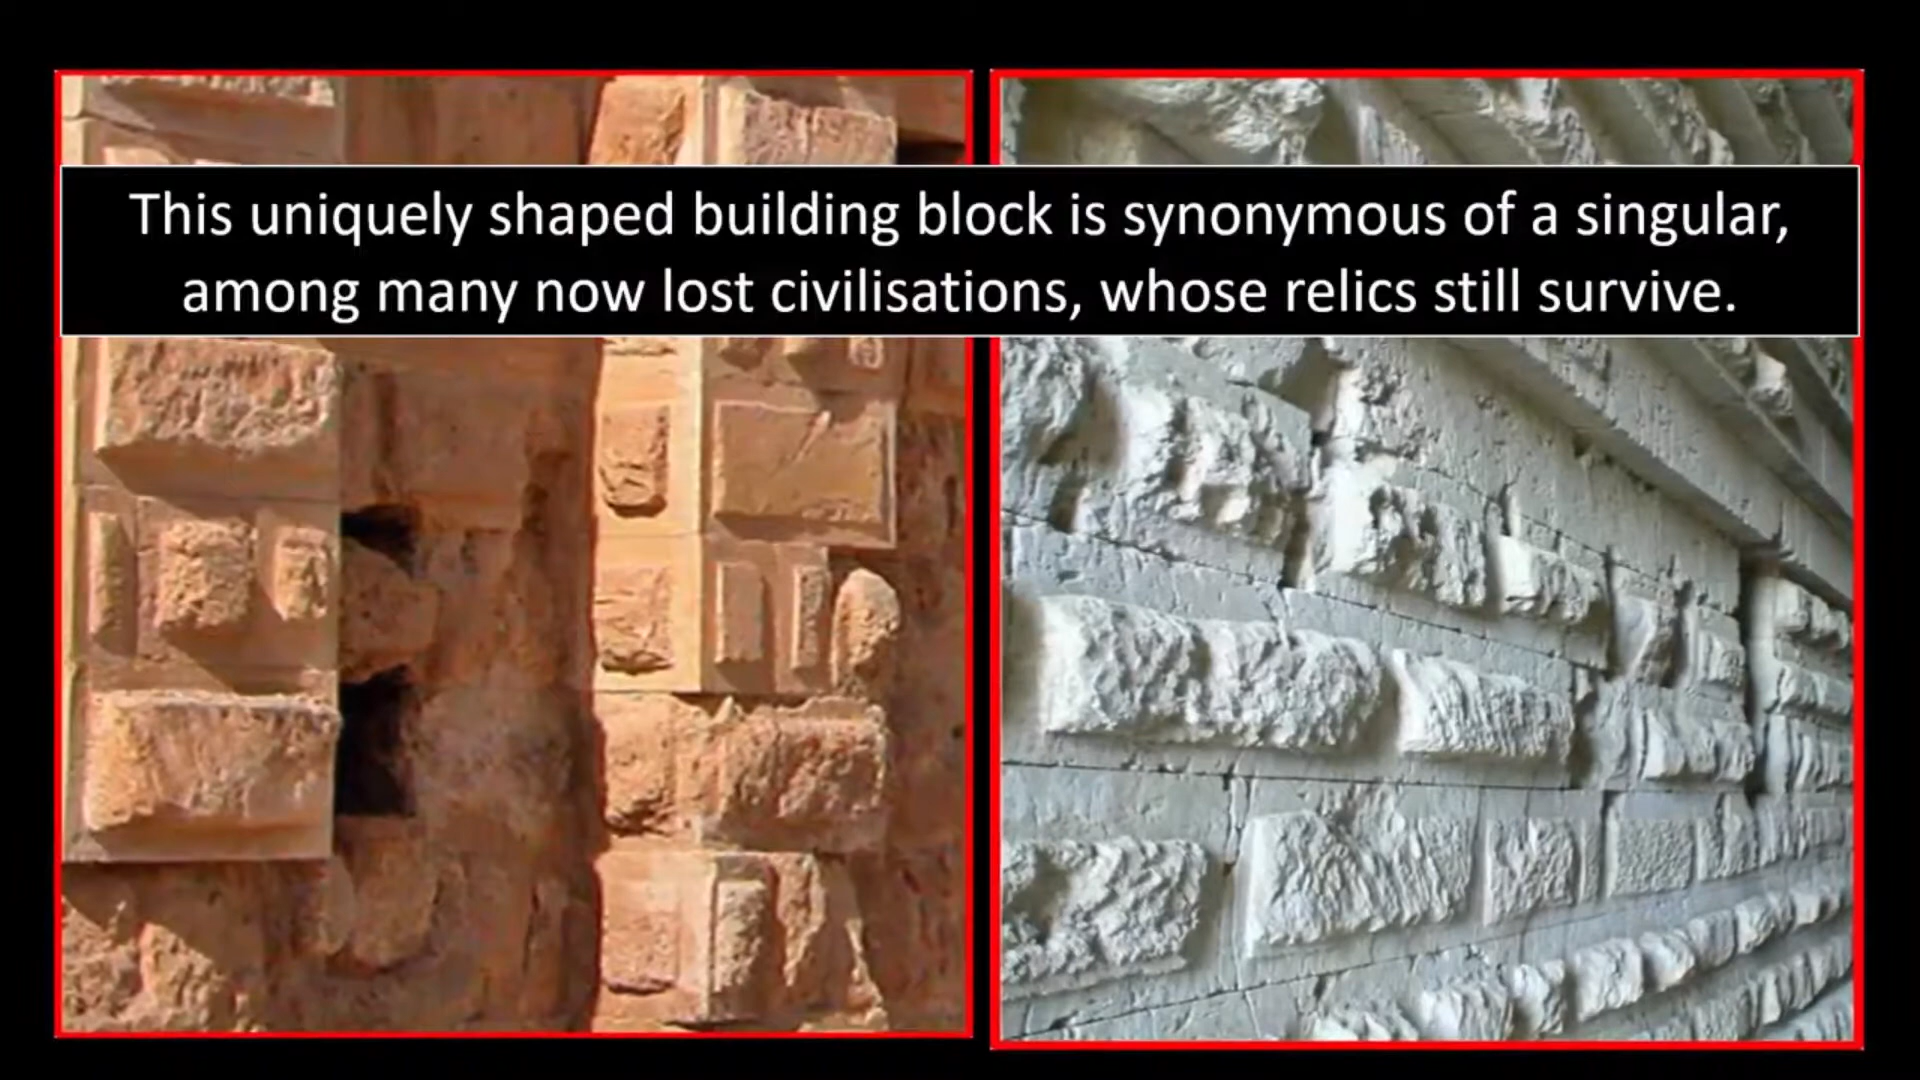 This uniquely shaped building block is synonymous of a singular,
among many now lost civilisations, whose relics still survive.